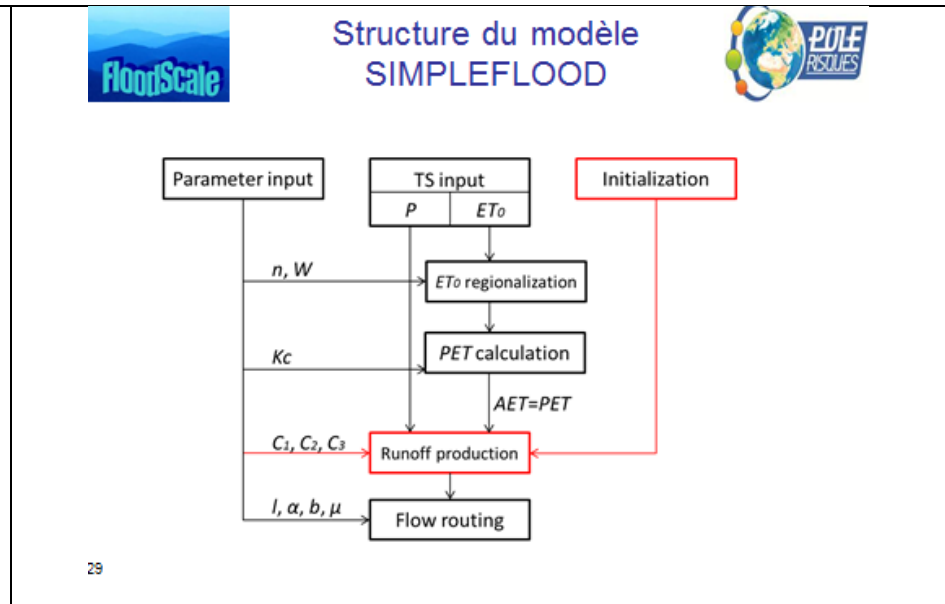 FloodScale
Structure du modèle
SIMPLEFLOOD
PÔLE
RISQUES
Parameter input
TS input
Initialization
P
ET₀
n, W
ET₀ regionalization
Kc
PET calculation
AET=PET
C₁, C₂, C₃
Runoff production
l, α, b, μ
Flow routing
29